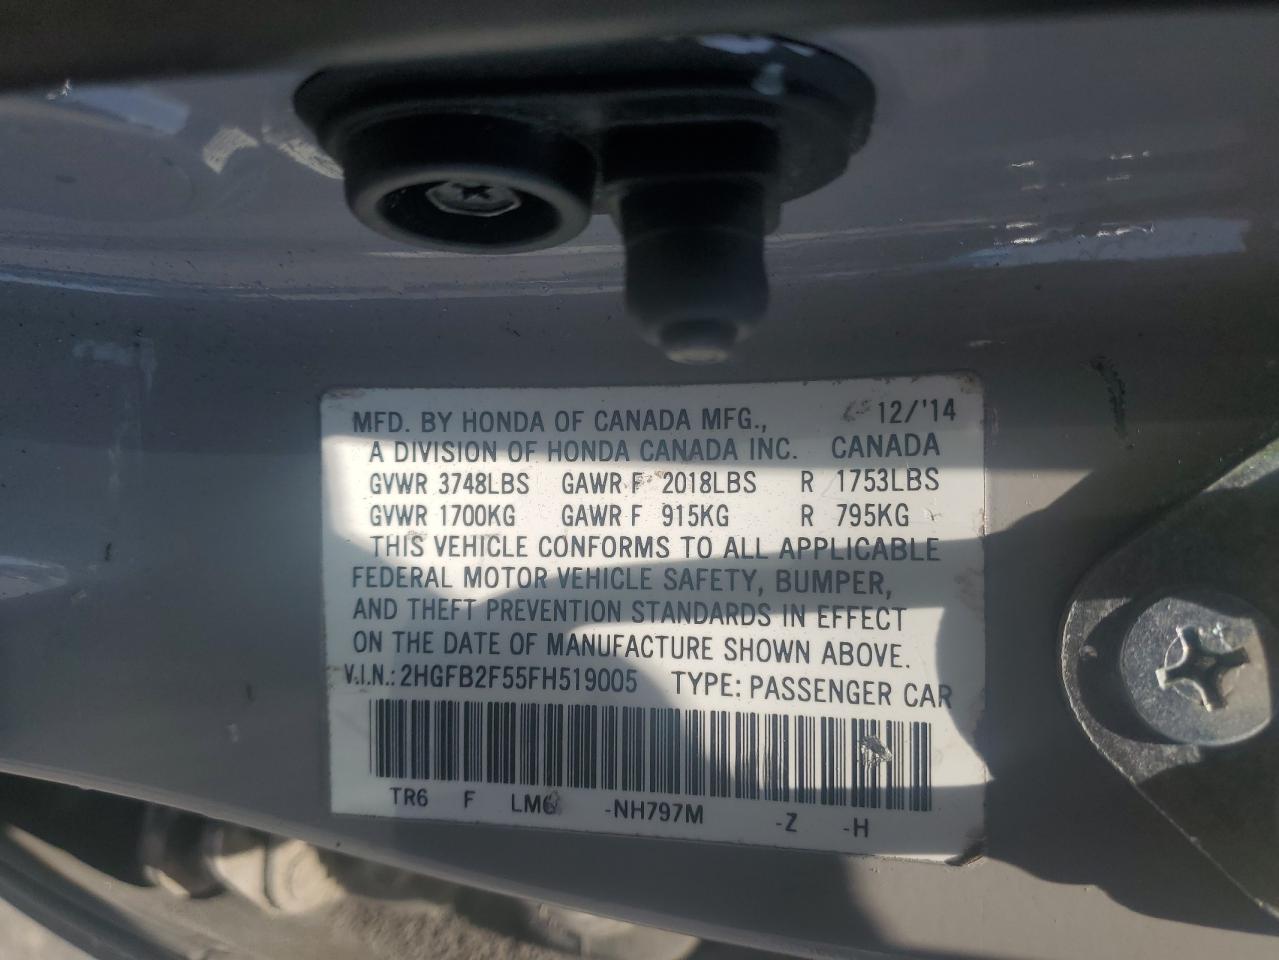 MFD. BY HONDA OF CANADA MFG., 12/'14
A DIVISION OF HONDA CANADA INC. CANADA
GVWR 3748LBS GAWR F 2018LBS R 1753LBS
GVWR 1700KG GAWR F 915KG R 795KG
THIS VEHICLE CONFORMS TO ALL APPLICABLE
FEDERAL MOTOR VEHICLE SAFETY, BUMPER,
AND THEFT PREVENTION STANDARDS IN EFFECT
ON THE DATE OF MANUFACTURE SHOWN ABOVE.
V.I.N.: 2HGFB2F55FH519005 TYPE: PASSENGER CAR
TR6 F -NH797M -Z -H